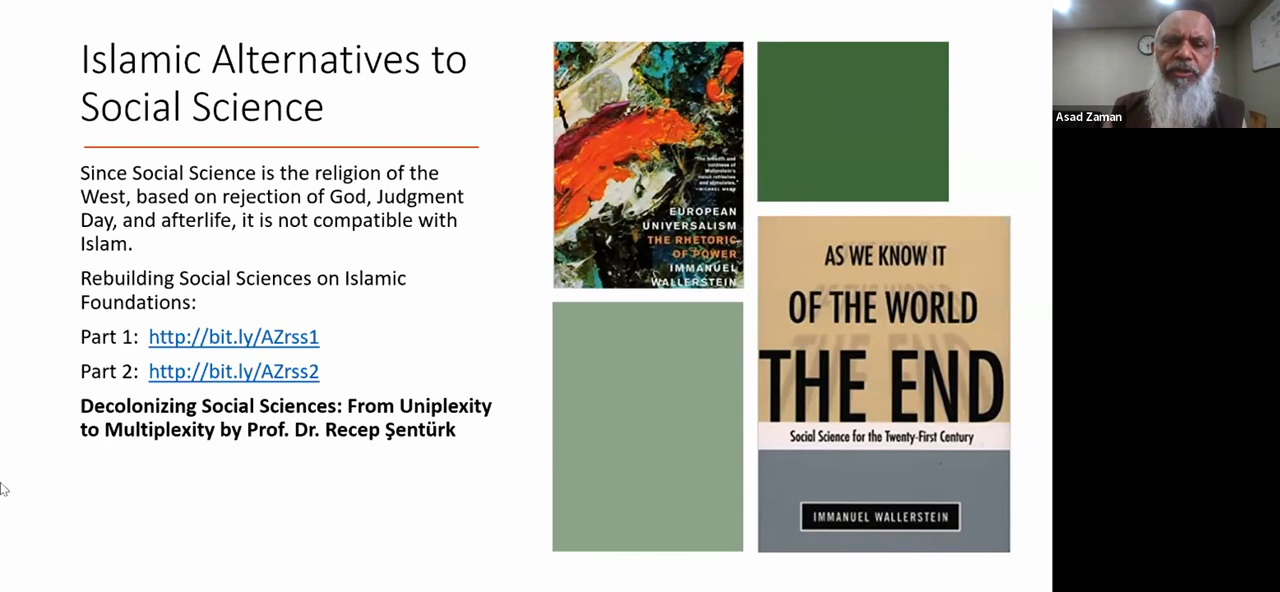 Islamic Alternatives to
Social Science
Since Social Science is the religion of the
West, based on rejection of God, Judgment
Day, and afterlife, it is not compatible with
Islam.
Rebuilding Social Sciences on Islamic
Foundations:
Part 1: http://bit.ly/AZrss1
Part 2: http://bit.ly/AZrss2
Decolonizing Social Sciences: From Uniplexity
to Multiplexity by Prof. Dr. Recep Şentürk
EUROPEAN
UNIVERSALISM
THE RHETORIC
OF POWER
IMMANUEL
WALLERSTEIN
AS WE KNOW IT
OF THE WORLD
THE END
Social Science for the Twenty-First Century
IMMANUEL WALLERSTEIN
Asad Zaman